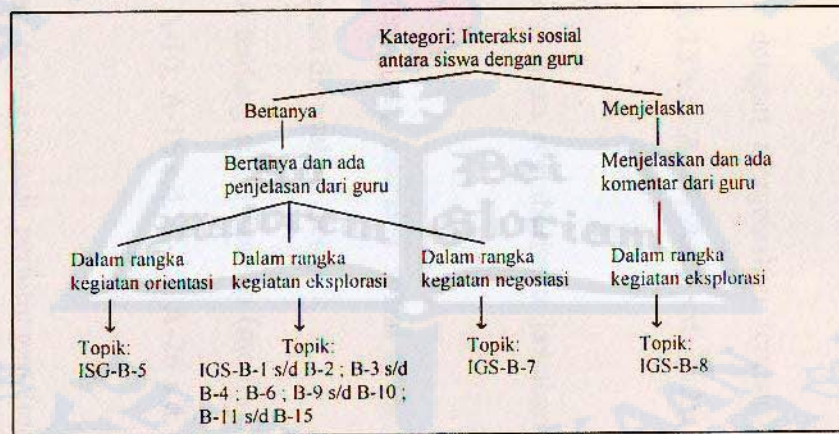 Kategori: Interaksi sosial
antara siswa dengan guru
Bertanya
Menjelaskan
Bertanya dan ada
penjelasan dari guru
Menjelaskan dan ada
komentar dari guru
Dei
Gloriam
Dalam rangka
kegiatan orientasi
Dalam rangka
kegiatan eksplorasi
Dalam rangka
kegiatan negosiasi
Dalam rangka
kegiatan eksplorasi
Topik:
ISG-B-5
Topik:
IGS-B-1 s/d B-2 ; B-3 s/d
B-4 ; B-6 ; B-9 s/d B-10 ;
B-11 s/d B-15
Topik:
IGS-B-7
Topik:
IGS-B-8